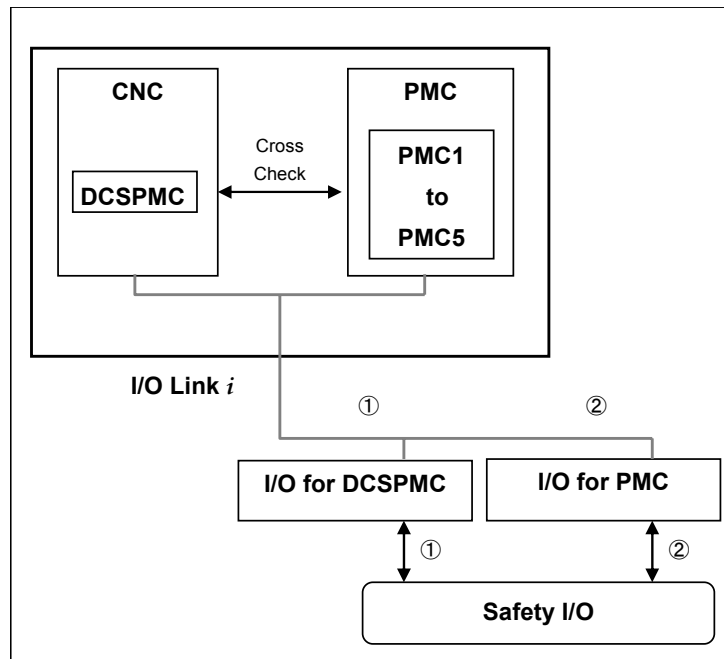 CNC
PMC
Cross
Check
DCSPMC
PMC1
to
PMC5
I/O Link i
①
②
I/O for DCSPMC
I/O for PMC
①
②
Safety I/O